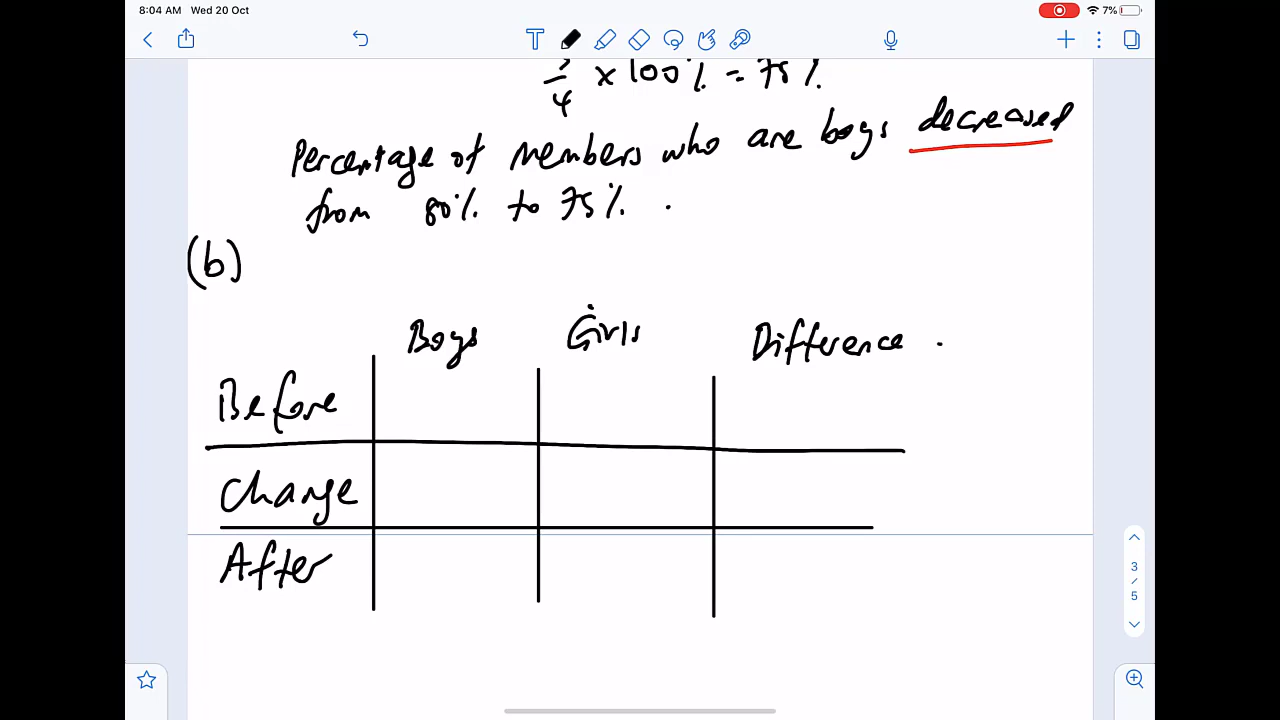 8:04 AM Wed 20 Oct
7%
3/4 x 100% = 75%
Percentage of members who are boys decreased
from 80% to 75%.
(b)
Boys Girls Difference.
Before
Change
After
3
/
5